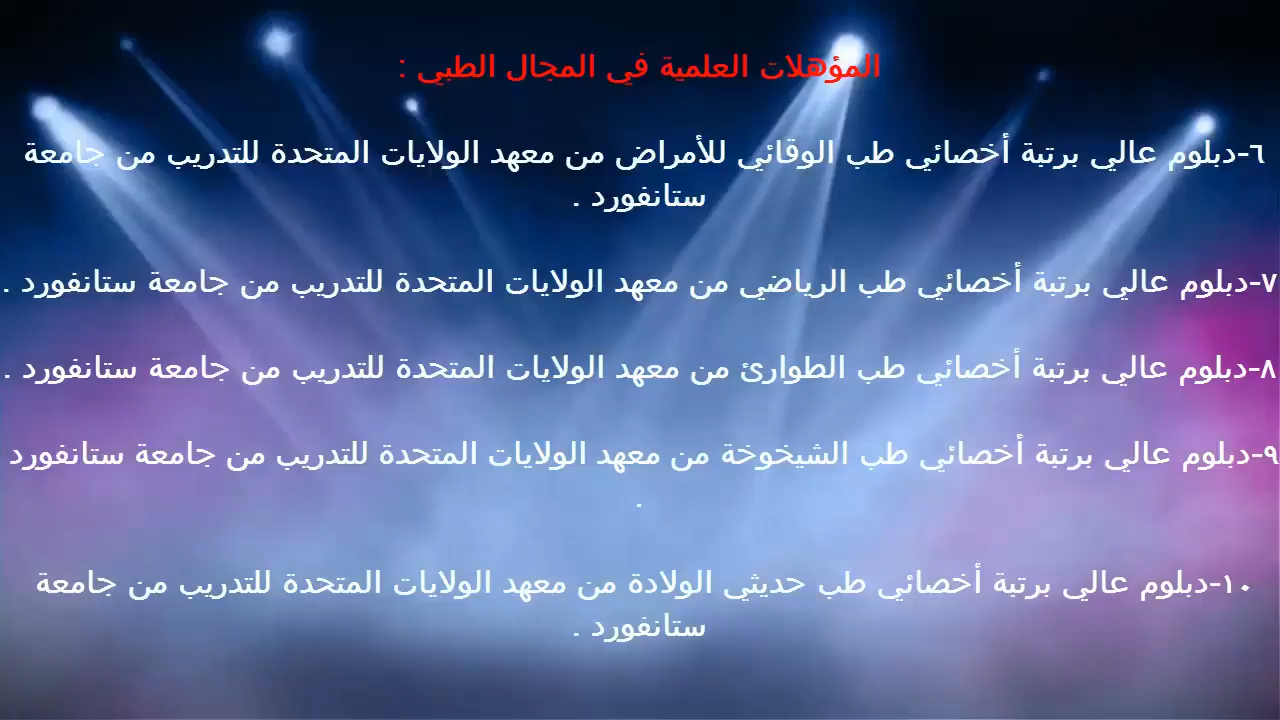 المؤهلات العلمية في المجال الطبي :
٦-دبلوم عالي برتبة أخصائي طب الوقائي للأمراض من معهد الولايات المتحدة للتدريب من جامعة
ستانفورد .
٧-دبلوم عالي برتبة أخصائي طب الرياضي من معهد الولايات المتحدة للتدريب من جامعة ستانفورد .
٨-دبلوم عالي برتبة أخصائي طب الطوارئ من معهد الولايات المتحدة للتدريب من جامعة ستانفورد .
٩-دبلوم عالي برتبة أخصائي طب الشيخوخة من معهد الولايات المتحدة للتدريب من جامعة ستانفورد
.
١٠-دبلوم عالي برتبة أخصائي طب حديثي الولادة من معهد الولايات المتحدة للتدريب من جامعة
ستانفورد .